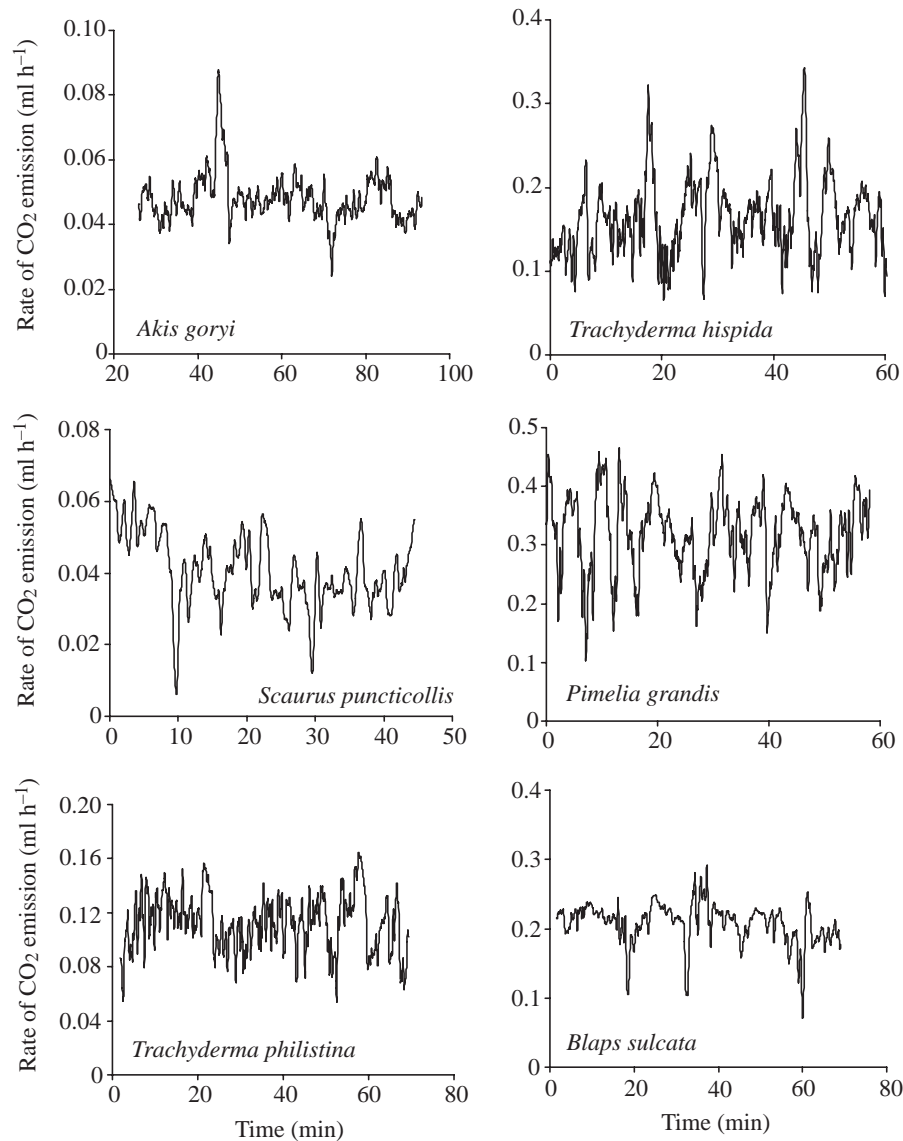 Rate of CO₂ emission (ml h⁻¹)
0.10
0.08
0.06
0.04
0.02
0
Akis goryi
20 40 60 80 100
0.4
0.3
0.2
0.1
0
Trachyderma hispida
0 20 40 60
Rate of CO₂ emission (ml h⁻¹)
0.08
0.06
0.04
0.02
0
Scaurus puncticollis
0 10 20 30 40 50
0.5
0.4
0.3
0.2
0.1
0
Pimelia grandis
0 20 40 60
Rate of CO₂ emission (ml h⁻¹)
0.20
0.16
0.12
0.08
0.04
0
Trachyderma philistina
0 20 40 60 80
Time (min)
0.4
0.3
0.2
0.1
0
Blaps sulcata
0 20 40 60 80
Time (min)